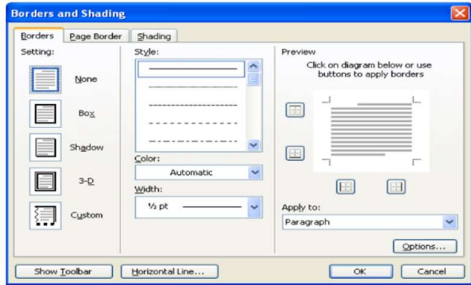 Borders and Shading
Borders Page Border Shading
Setting:
None
Box
Shadow
3-D
Custom
Style:
Color:
Automatic
Width:
½ pt
Preview
Click on diagram below or use
buttons to apply borders
Apply to:
Paragraph
Options...
Show Toolbar Horizontal Line... OK Cancel